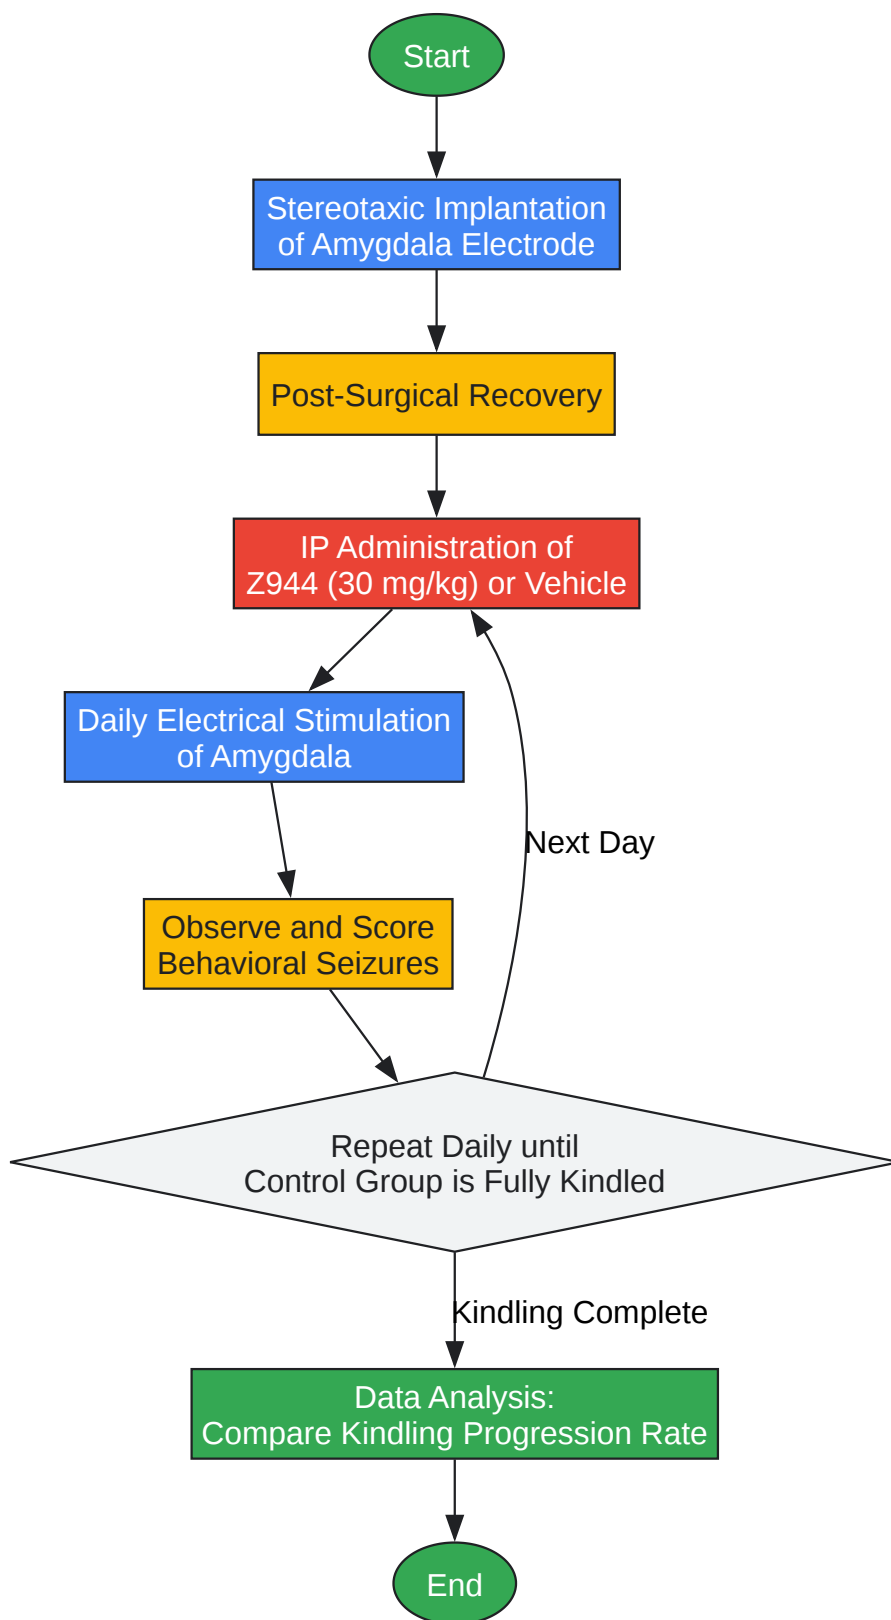 Start
Stereotaxic Implantation
of Amygdala Electrode
Post-Surgical Recovery
IP Administration of
Z944 (30 mg/kg) or Vehicle
Daily Electrical Stimulation
of Amygdala
Next Day
Observe and Score
Behavioral Seizures
Repeat Daily until
Control Group is Fully Kindled
Kindling Complete
Data Analysis:
Compare Kindling Progression Rate
End